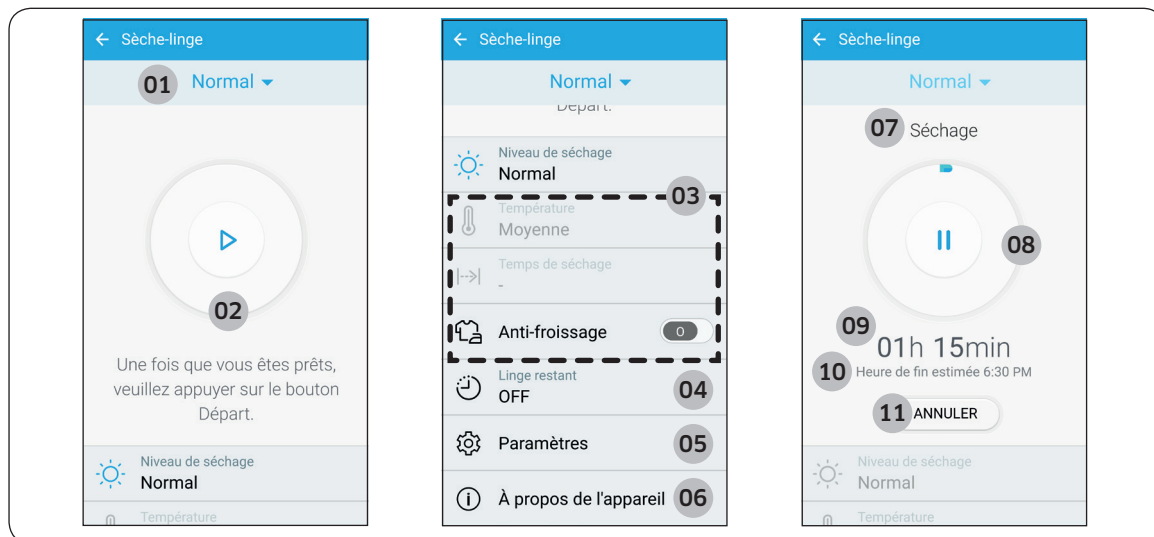 Sèche-linge
01 Normal
02
Une fois que vous êtes prêts,
veuillez appuyer sur le bouton
Départ.
Niveau de séchage
Normal
Température
Sèche-linge
Normal
Départ.
Niveau de séchage
Normal
03
Température
Moyenne
Temps de séchage
-
Anti-froissage 0
Linge restant
OFF 04
Paramètres 05
À propos de l'appareil 06
Sèche-linge
Normal
07 Séchage
08
09
01h 15min
10 Heure de fin estimée 6:30 PM
11 ANNULER
Niveau de séchage
Normal
Température